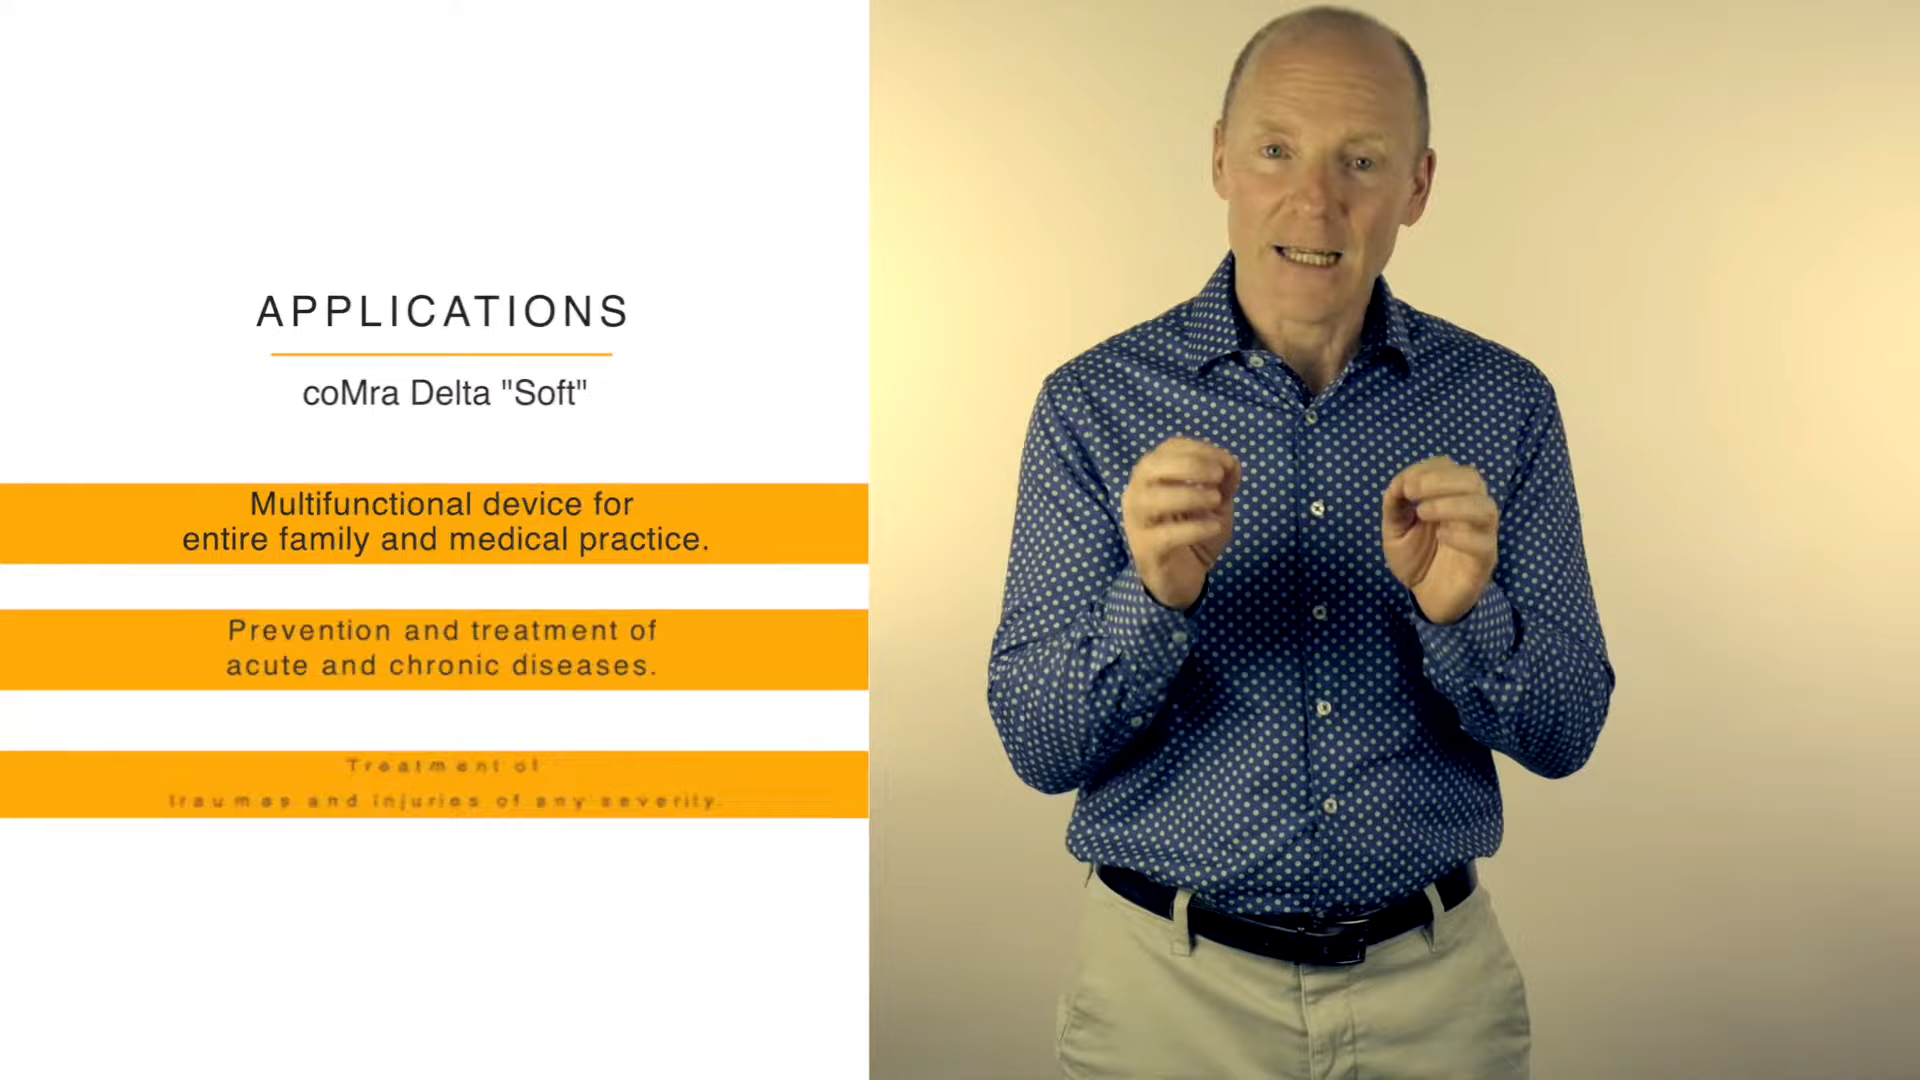 APPLICATIONS
coMra Delta "Soft"
Multifunctional device for
entire family and medical practice.
Prevention and treatment of
acute and chronic diseases.
Treatment of
traumas and injuries of any severity.